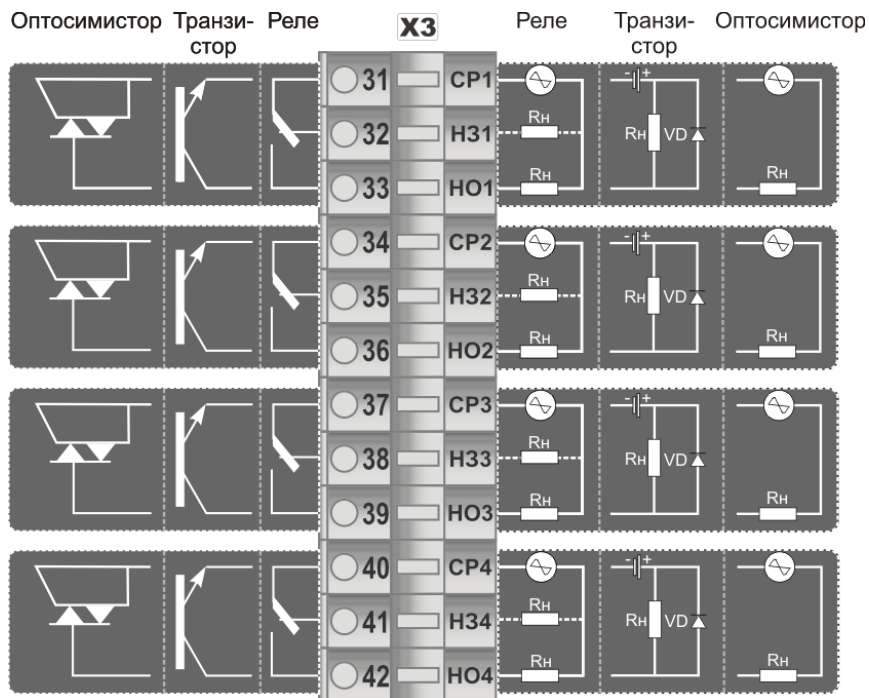 Оптосимистор Транзи-стор Реле X3 Реле Транзи-стор Оптосимистор
31 СР1
Rн
32 НЗ1 Rн VD
33 НО1 Rн Rн
- +
34 СР2
Rн
35 НЗ2 Rн VD
36 НО2 Rн Rн
- +
37 СР3
Rн
38 НЗ3 Rн VD
39 НО3 Rн Rн
- +
40 СР4
Rн
41 НЗ4 Rн VD
42 НО4 Rн Rн
- +